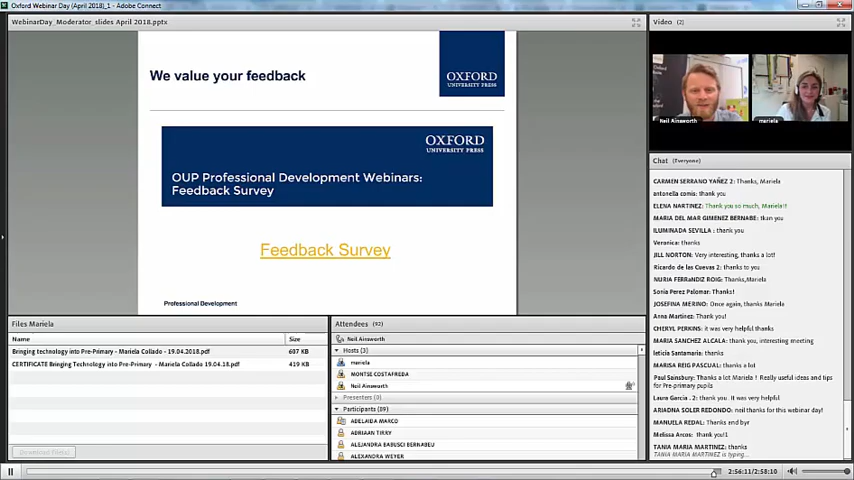 Oxford Webinar Day (April 2018)_1 - Adobe Connect
WebinarDay_Moderator_slides April 2018.pptx
We value your feedback
OXFORD
UNIVERSITY PRESS
OXFORD
UNIVERSITY PRESS
OUP Professional Development Webinars:
Feedback Survey
Feedback Survey
Professional Development
Video (2)
Neil Ainsworth
mariela
Chat (Everyone)
CARMEN SERRANO YAÑEZ 2: Thanks, Mariela
antonella comis: thank you
ELENA NARTINEZ: Thank you so much, Mariela!!
MARIA DEL MAR GIMENEZ BERNABE: tkan you
ILUMINADA SEVILLA : thank you
Veronica: thanks
JILL NORTON: Very interesting, thanks a lot!
Ricardo de las Cuevas 2: thanks to you
NURIA FERRáNDIZ ROIG: Thanks,Mariela
Sonia Perez Palomar: Thanks!
JOSEFINA MERINO: Once again, thanks Mariela
Anna Martinez: Thank you!
CHERYL PERKINS: it was very helpful thanks
MARIA SANCHEZ ALCALA: thank you, interesting meeting
leticia Santamaria: thanks
MARISA REIG PASCUAL: thanks a lot
Paul Sainsbury: Thanks a lot Mariela ! Really useful ideas and tips
for Pre-primary pupils
Laura Garcia . 2: thank you. It was very helpful
ARIADNA SOLER REDONDO: neil thanks for this webinar day!
MANUELA REDAL: Thanks and bye
Melissa Arcos: thank you!!
TANIA MARIA MARTINEZ: thanks
TANIA MARIA MARTINEZ is typing...
Files Mariela
Name Size
Bringing technology into Pre-Primary - Mariela Collado - 19.04.2018.pdf 607 KB
CERTIFICATE Bringing Technology into Pre-Primary - Mariela Collado 19.04.18.pdf 419 KB
Download File(s)
Attendees (92)
Neil Ainsworth
Hosts (3)
mariela
MONTSE COSTAFREDA
Neil Ainsworth
Presenters (0)
Participants (89)
ADELAIDA MARCO
ADRIAAN TIRRY
ALEJANDRA BABUSCI BERNABEU
ALEXANDRA WEYER
2:56:11/2:58:10